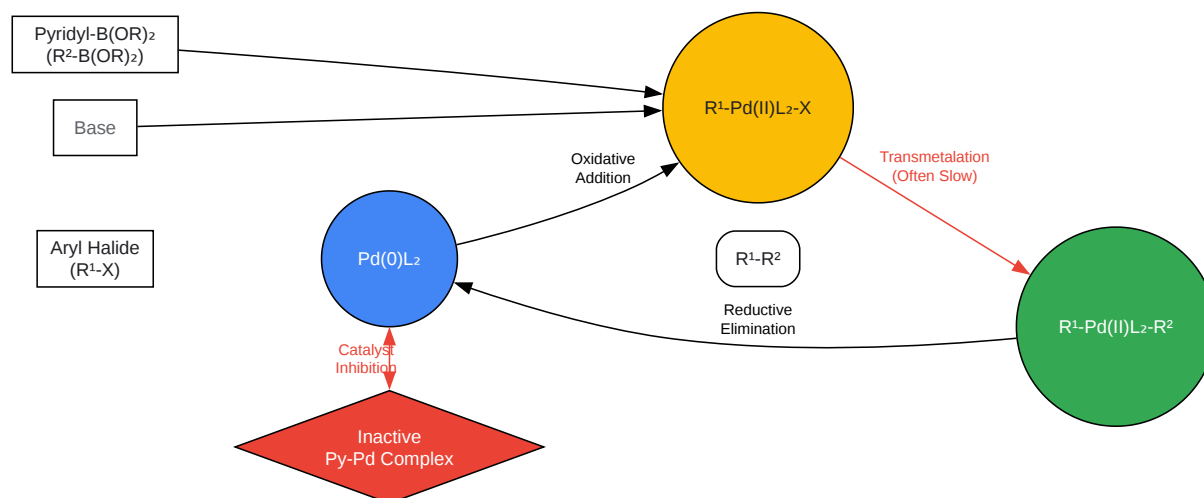 Pyridyl-B(OR)₂
(R²-B(OR)₂)
Base
Aryl Halide
(R¹-X)
Pd(0)L₂
Oxidative
Addition
R¹-Pd(II)L₂-X
Transmetalation
(Often Slow)
R¹-R²
Reductive
Elimination
R¹-Pd(II)L₂-R²
Catalyst
Inhibition
Inactive
Py-Pd Complex